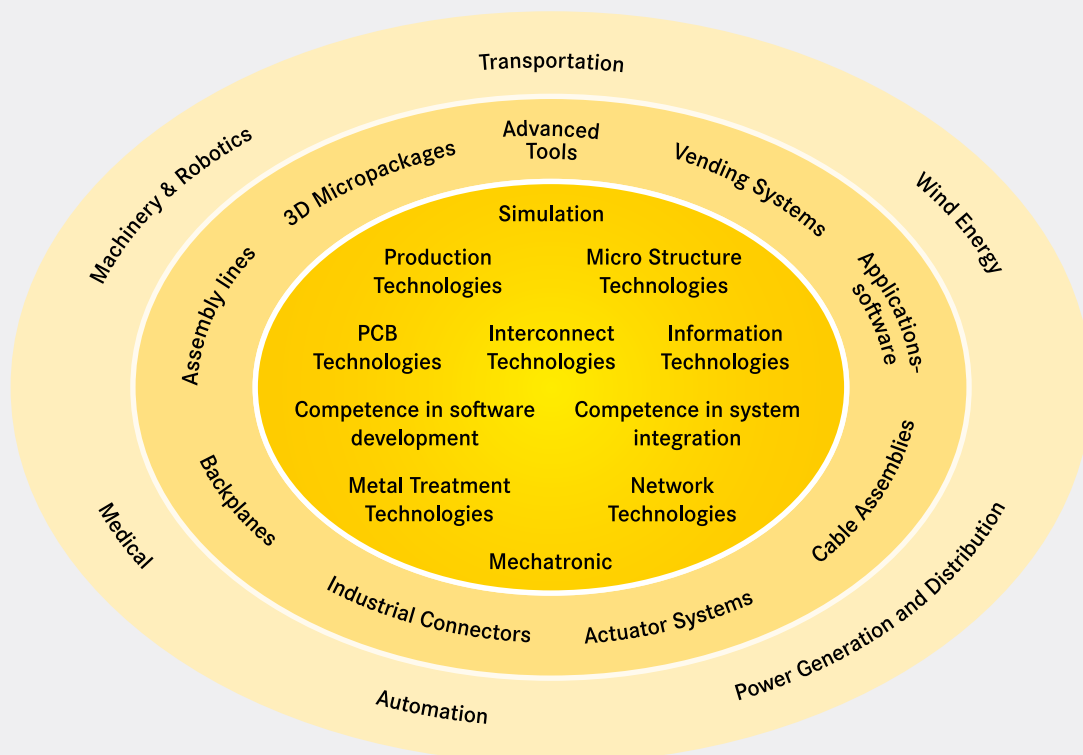 Transportation
Machinery & Robotics
Wind Energy
Medical
Power Generation and Distribution
Automation
Advanced
Tools
3D Micropackages
Vending Systems
Assembly lines
Applications-
software
Backplanes
Cable Assemblies
Industrial Connectors
Actuator Systems
Simulation
Production
Technologies
Micro Structure
Technologies
PCB
Technologies
Interconnect
Technologies
Information
Technologies
Competence in software
development
Competence in system
integration
Metal Treatment
Technologies
Network
Technologies
Mechatronic